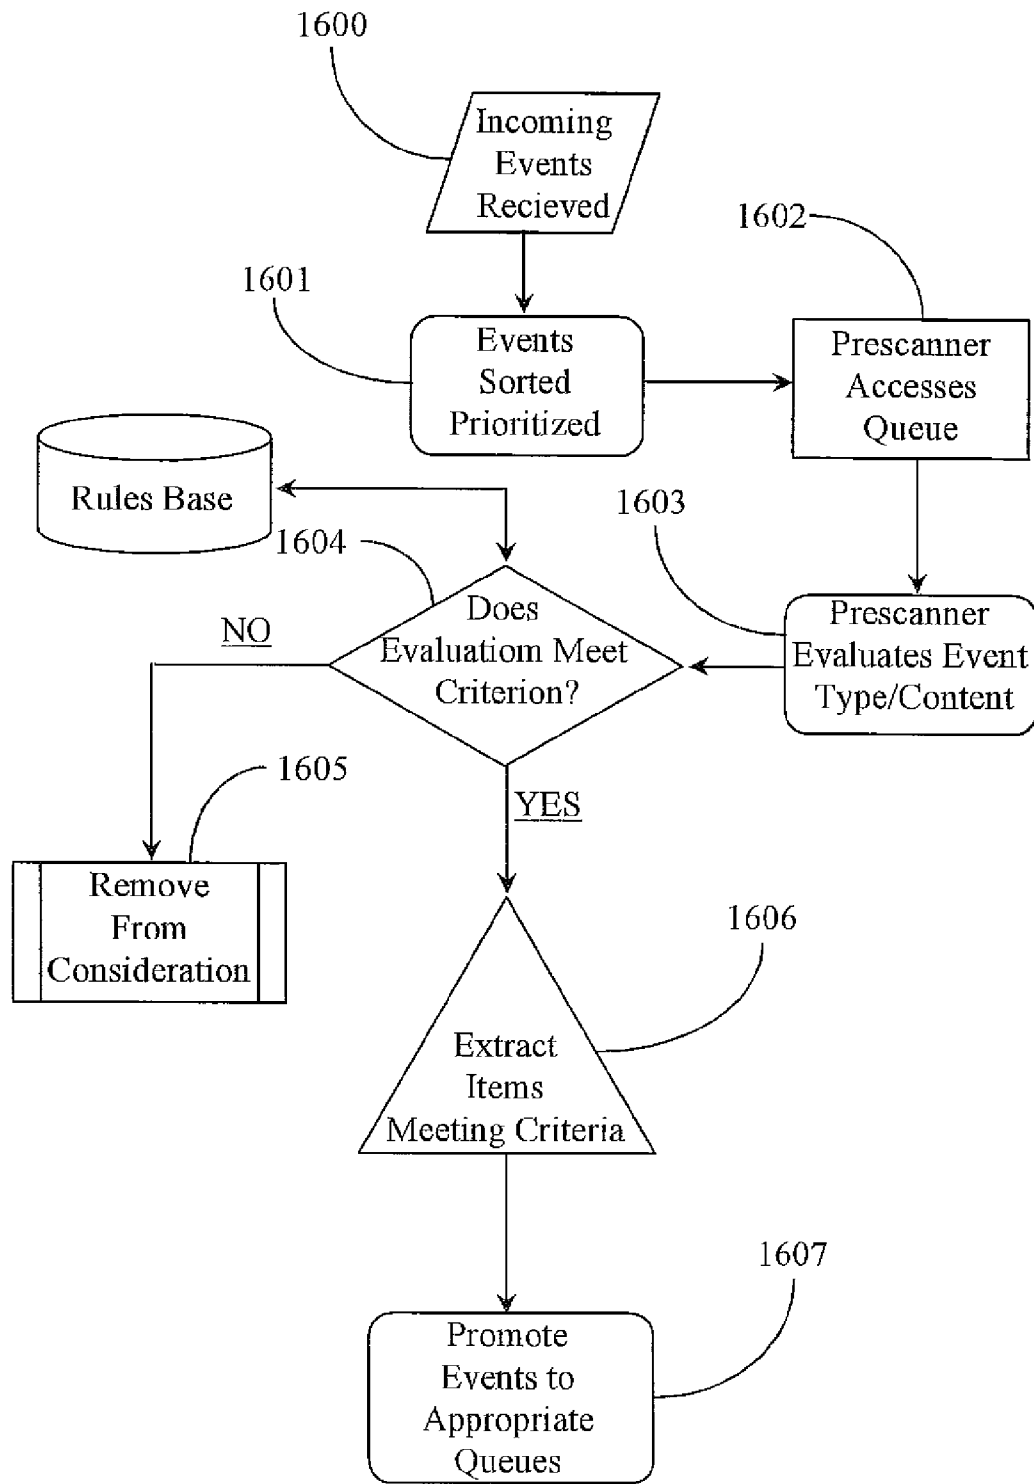 1600
Incoming
Events
Recieved
1602
1601
Events
Sorted
Prioritized
Prescanner
Accesses
Queue
Rules Base
1603
1604
Does
Evaluatiom Meet
Criterion?
NO
Prescanner
Evaluates Event
Type/Content
1605
YES
Remove
From
Consideration
1606
Extract
Items
Meeting Criteria
1607
Promote
Events to
Appropriate
Queues